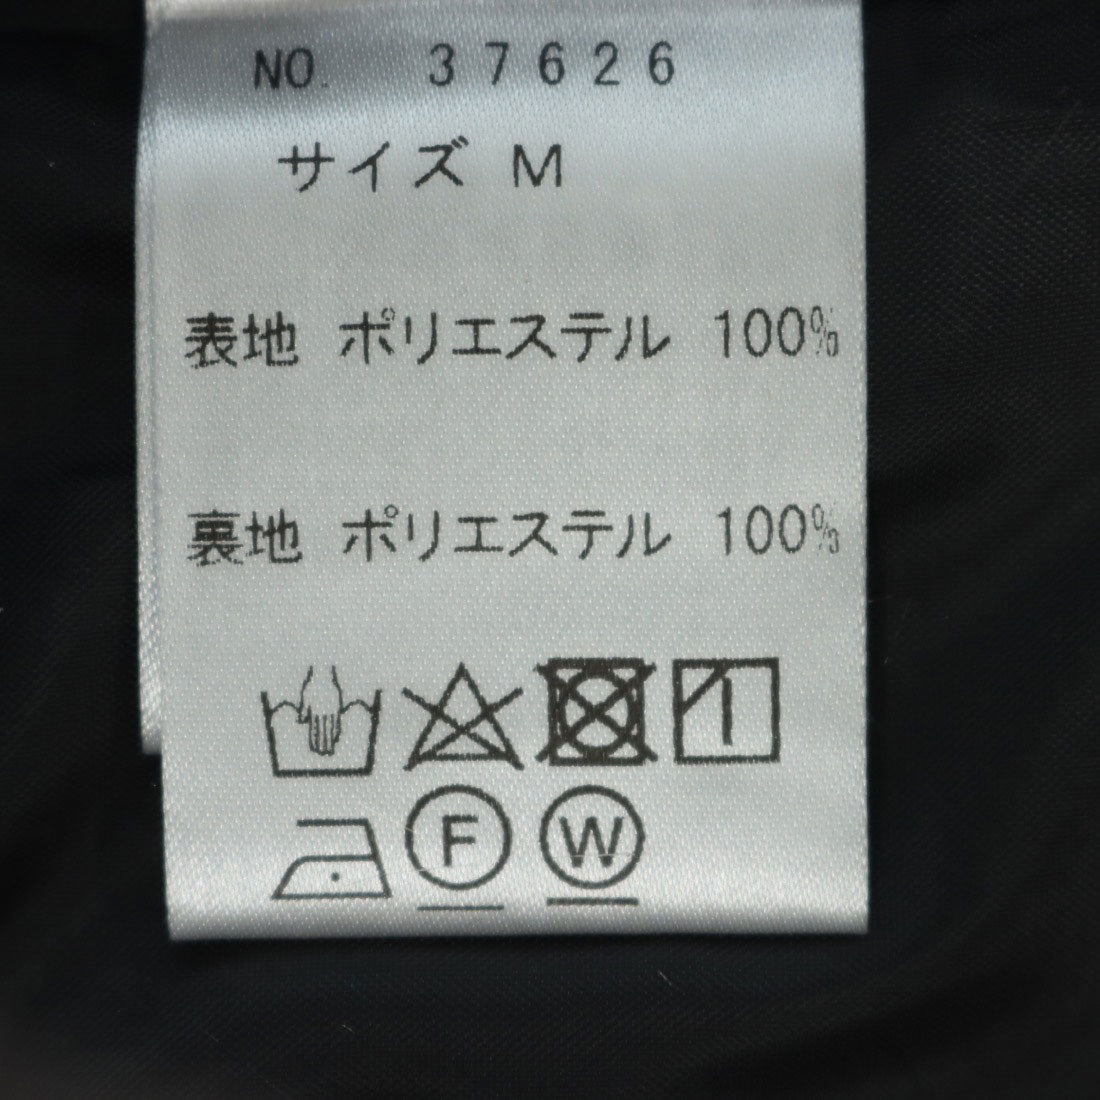 NO. 37626
サイズ M
表地 ポリエステル 100%
裏地 ポリエステル 100%
F W